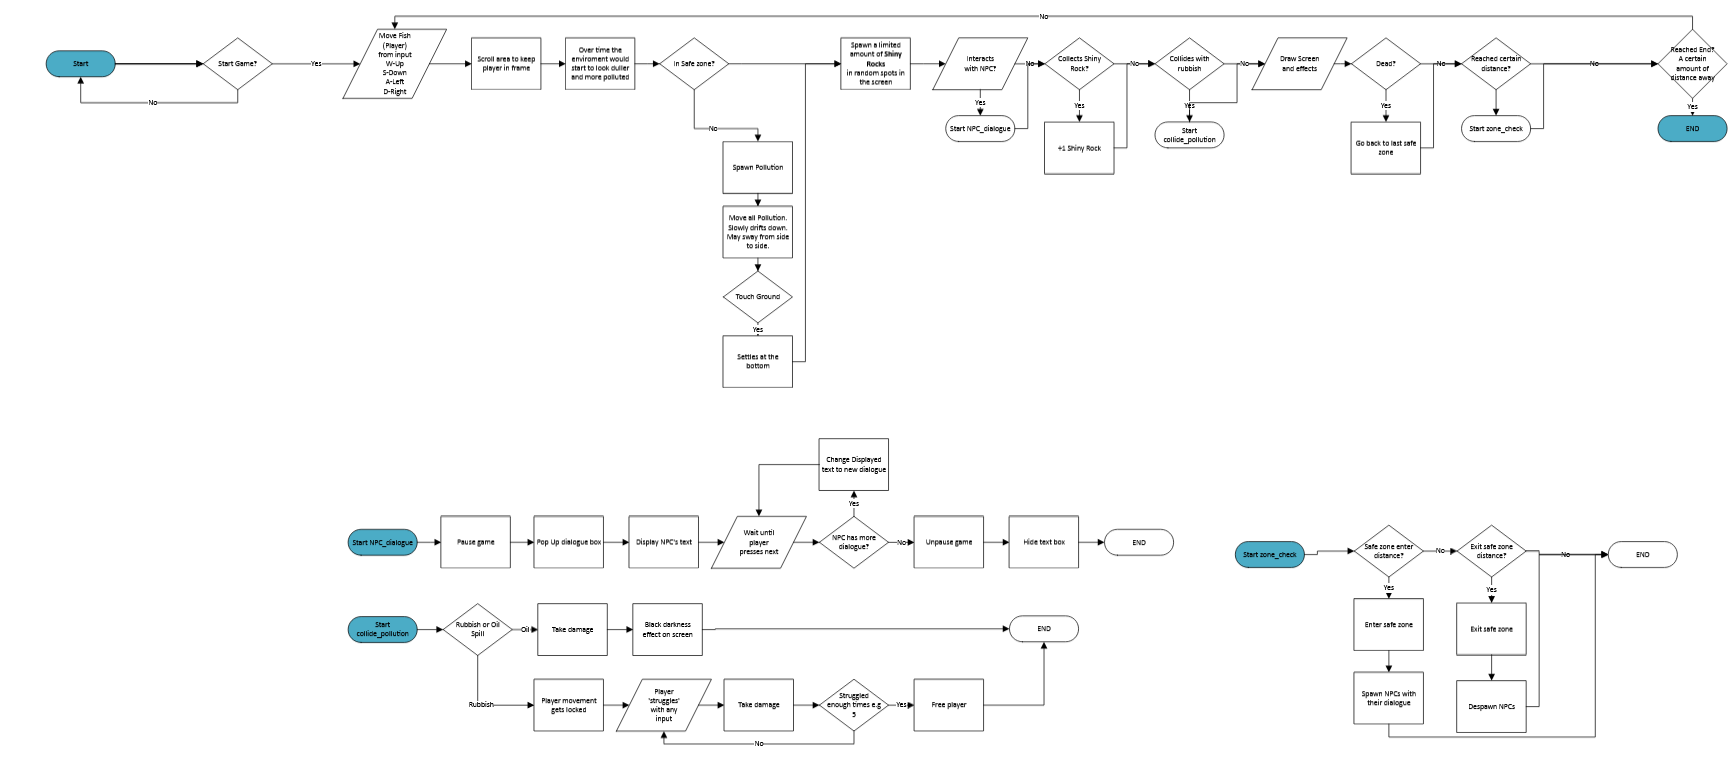 No
Start
Start Game?
Yes
No
Move Fish
(Player)
from input
W-Up
S-Down
A-Left
D-Right
Scroll area to keep
player in frame
Over time the
enviroment would
start to look duller
and more polluted
In Safe zone?
No
Spawn Pollution
Move all Pollution.
Slowly drifts down.
May sway from side
to side.
Touch Ground
Yes
Settles at the
bottom
Spawn a limited
amount of Shiny
Rocks
in random spots in
the screen
Interacts
with NPC?
No
Yes
Start NPC_dialogue
Collects Shiny
Rock?
No
Yes
+1 Shiny Rock
Collides with
rubbish
No
Yes
Start
collide_pollution
Draw Screen
and effects
Dead?
No
Yes
Go back to last safe
zone
Reached certain
distance?
No
Start zone_check
Reached End?
A certain
amount of
distance away
Yes
END
Start NPC_dialogue
Pause game
Pop Up dialogue box
Display NPC's text
Wait until
player
presses next
NPC has more
dialogue?
Yes
Change Displayed
text to new dialogue
No
Unpause game
Hide text box
END
Start
collide_pollution
Rubbish or Oil
Spill
Oil
Take damage
Black darkness
effect on screen
END
Rubbish
Player movement
gets locked
Player
'struggles'
with any
input
Take damage
Struggled
enough times e.g
5
Yes
Free player
No
Start zone_check
Safe zone enter
distance?
No
Exit safe zone
distance?
No
END
Yes
Enter safe zone
Spawn NPCs with
their dialogue
Yes
Exit safe zone
Despawn NPCs